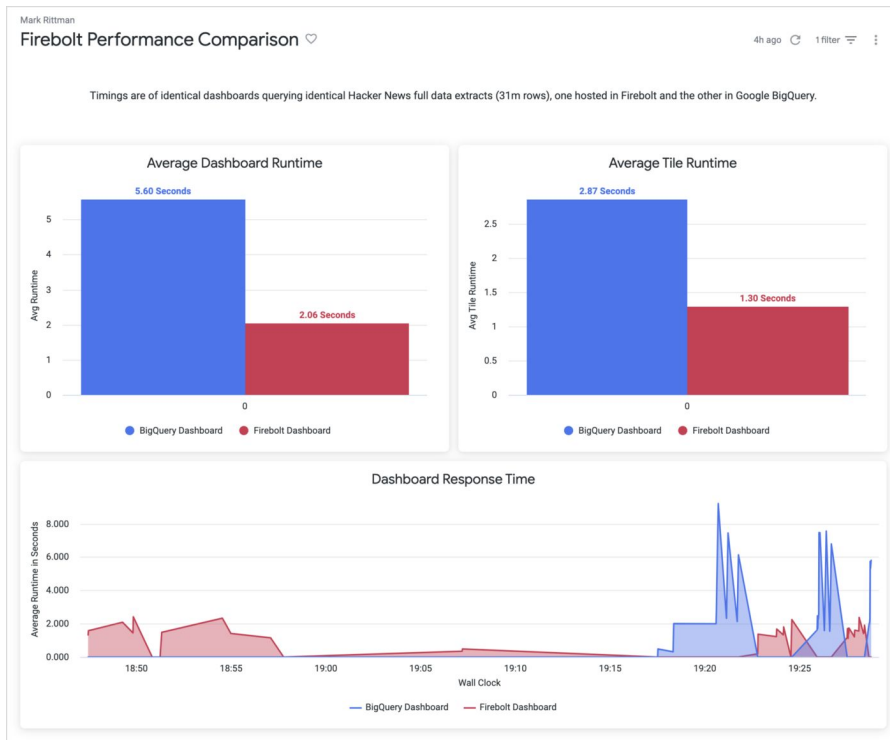 Mark Rittman
Firebolt Performance Comparison
4h ago
1 filter
Timings are of identical dashboards querying identical Hacker News full data extracts (31m rows), one hosted in Firebolt and the other in Google BigQuery.
Average Dashboard Runtime
5.60 Seconds
2.06 Seconds
Avg Runtime
5
4
3
2
1
0
0
BigQuery Dashboard
Firebolt Dashboard
Average Tile Runtime
2.87 Seconds
1.30 Seconds
Avg Tile Runtime
2.5
2
1.5
1
0.5
0
0
BigQuery Dashboard
Firebolt Dashboard
Dashboard Response Time
Average Runtime in Seconds
8.000
6.000
4.000
2.000
0.000
18:50
18:55
19:00
19:05
19:10
19:15
19:20
19:25
Wall Clock
BigQuery Dashboard
Firebolt Dashboard